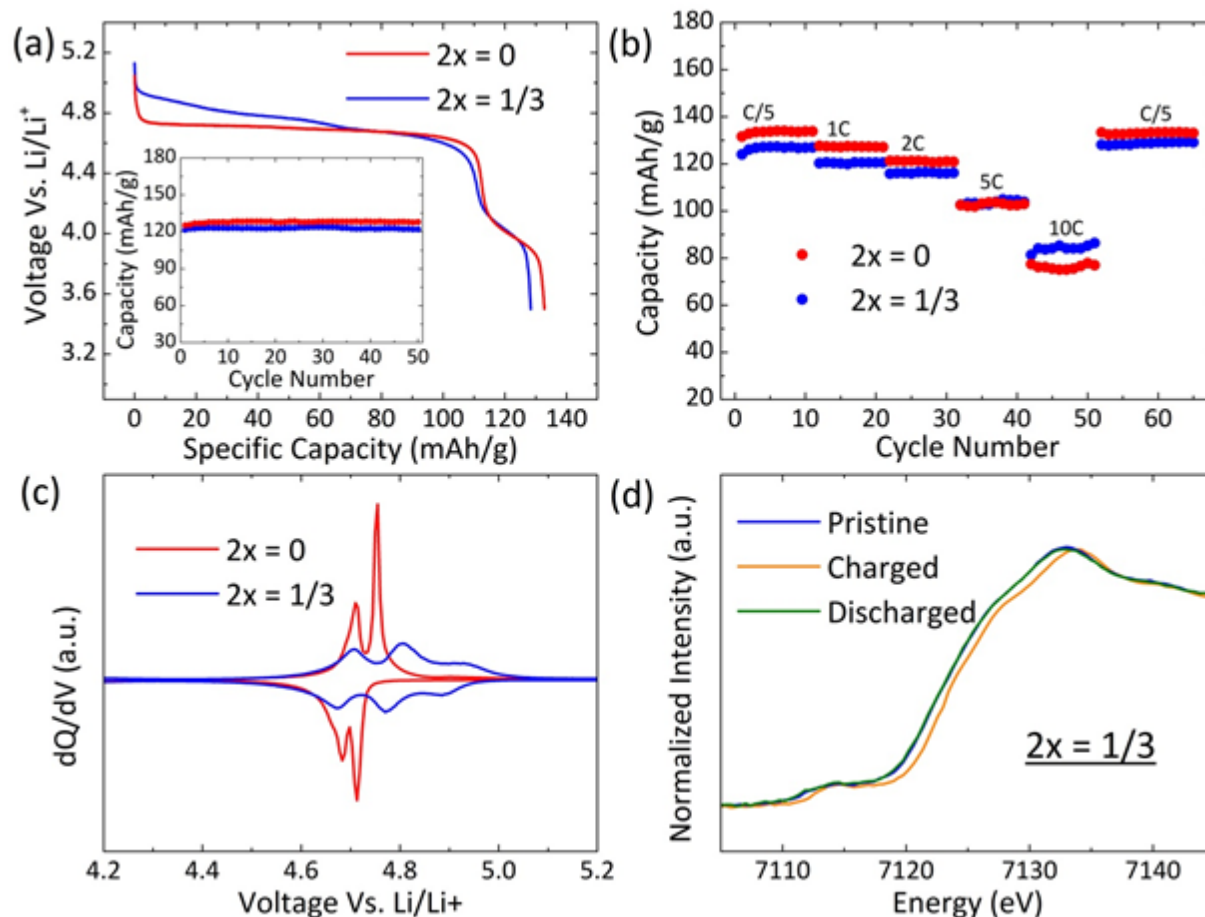 (a)
5.2
4.8
4.4
4.0
3.6
3.2
Voltage Vs. Li/Li⁺
2x = 0
2x = 1/3
180
150
120
90
60
30
Capacity (mAh/g)
0 10 20 30 40 50
Cycle Number
0 20 40 60 80 100 120 140
Specific Capacity (mAh/g)
(b)
180
160
140
120
100
80
60
40
20
Capacity (mAh/g)
C/5
1C
2C
5C
10C
C/5
2x = 0
2x = 1/3
0 10 20 30 40 50 60
Cycle Number
(c)
2x = 0
2x = 1/3
dQ/dV (a.u.)
4.2 4.4 4.6 4.8 5.0 5.2
Voltage Vs. Li/Li+
(d)
Pristine
Charged
Discharged
2x = 1/3
Normalized Intensity (a.u.)
7110 7120 7130 7140
Energy (eV)